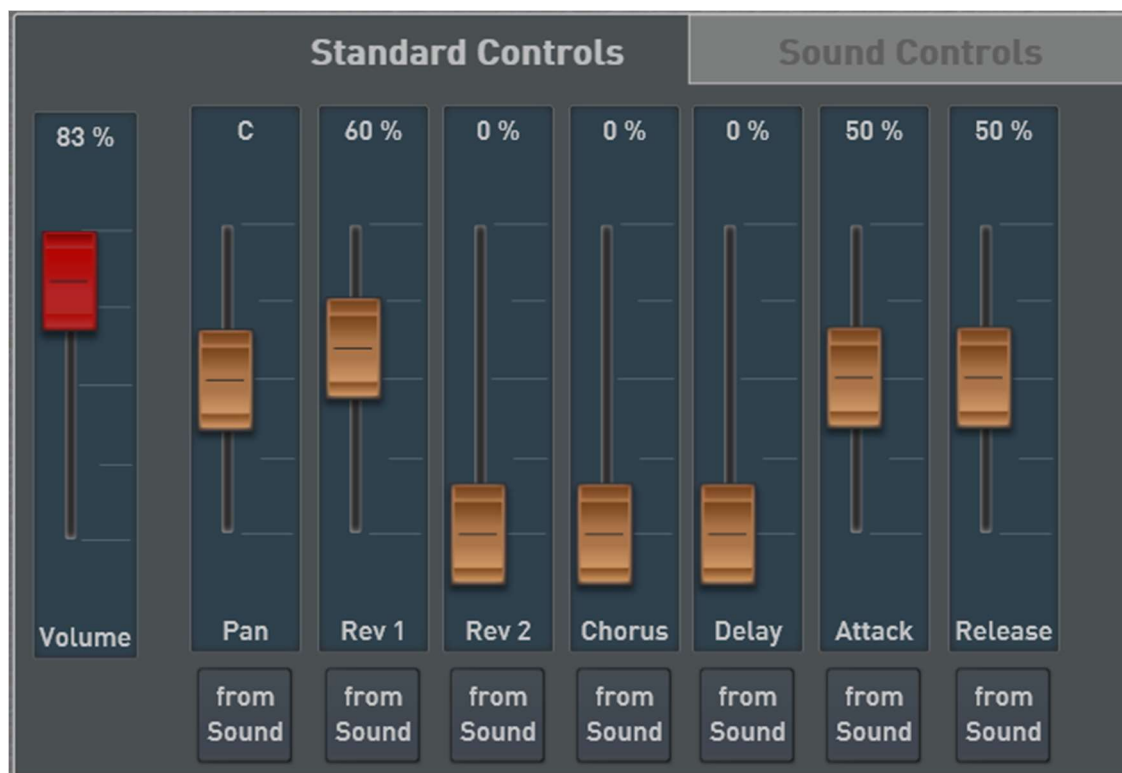 Standard Controls
Sound Controls
83 %
C
60 %
0 %
0 %
0 %
50 %
50 %
Volume
Pan
Rev 1
Rev 2
Chorus
Delay
Attack
Release
from
Sound
from
Sound
from
Sound
from
Sound
from
Sound
from
Sound
from
Sound